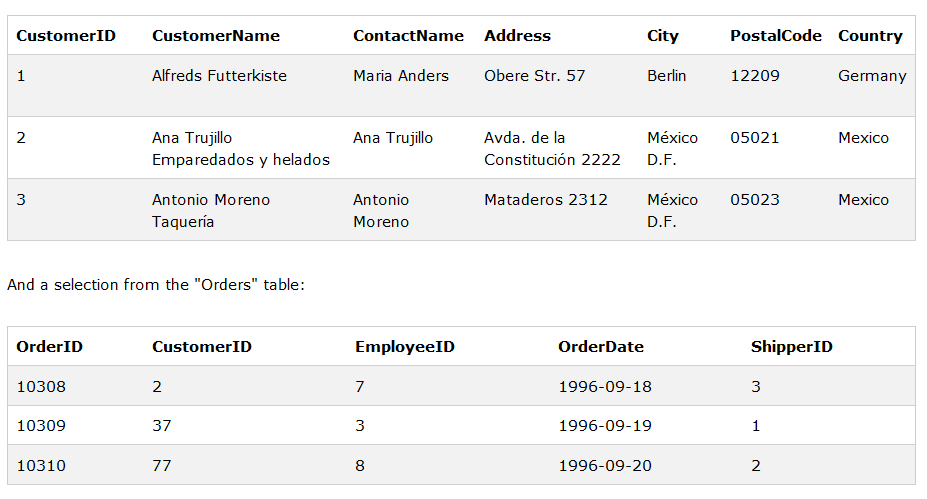 CustomerID CustomerName ContactName Address City PostalCode Country
1 Alfreds Futterkiste Maria Anders Obere Str. 57 Berlin 12209 Germany
2 Ana Trujillo Ana Trujillo Avda. de la México 05021 Mexico
Emparedados y helados Constitución 2222 D.F.
3 Antonio Moreno Antonio Mataderos 2312 México 05023 Mexico
Taquería Moreno D.F.
And a selection from the "Orders" table:
OrderID CustomerID EmployeeID OrderDate ShipperID
10308 2 7 1996-09-18 3
10309 37 3 1996-09-19 1
10310 77 8 1996-09-20 2